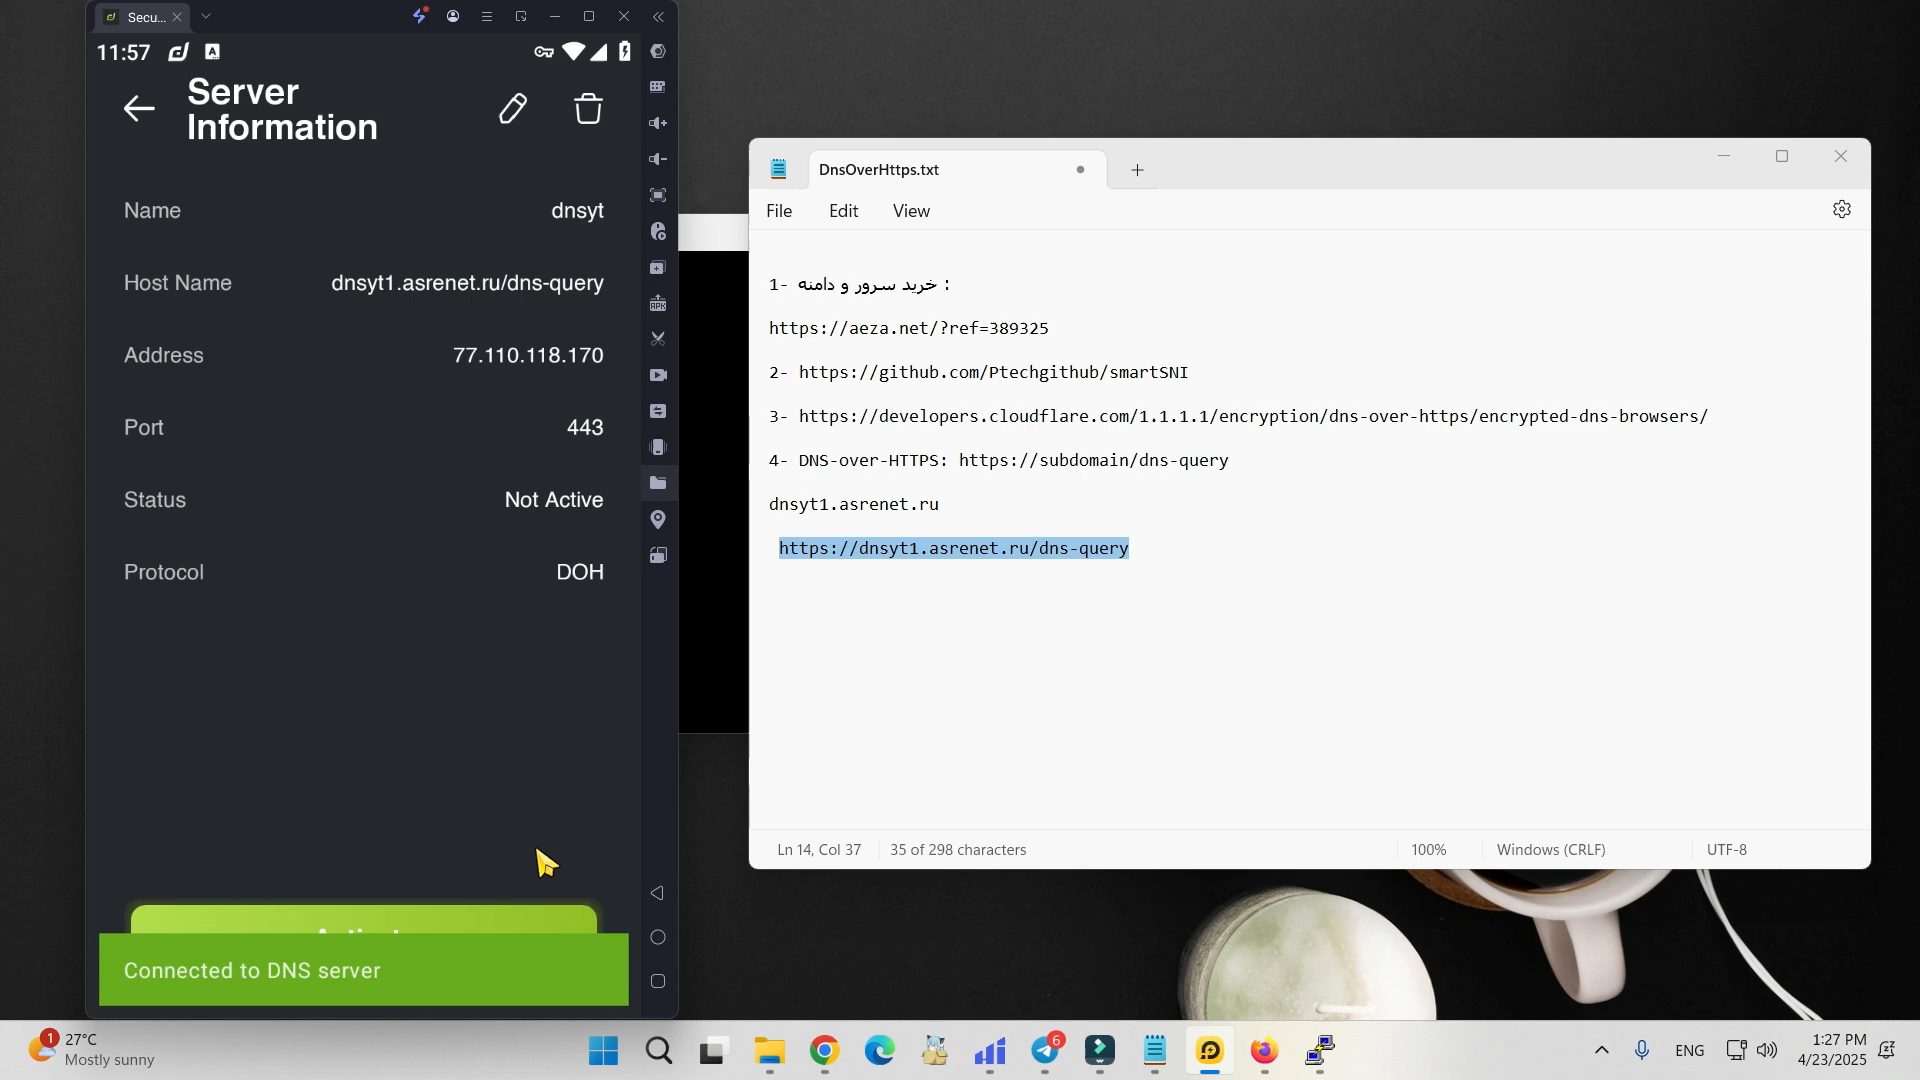 Secu...
11:57
Server
Information
Name
dnsyt
Host Name
dnsyt1.asrenet.ru/dns-query
Address
77.110.118.170
Port
443
Status
Not Active
Protocol
DOH
Connected to DNS server
DnsOverHttps.txt
File Edit View
1- خرید سرور و دامنه :
https://aeza.net/?ref=389325
2- https://github.com/Ptechgithub/smartSNI
3- https://developers.cloudflare.com/1.1.1.1/encryption/dns-over-https/encrypted-dns-browsers/
4- DNS-over-HTTPS: https://subdomain/dns-query
dnsyt1.asrenet.ru
https://dnsyt1.asrenet.ru/dns-query
Ln 14, Col 37
35 of 298 characters
100%
Windows (CRLF)
UTF-8
1
27°C
Mostly sunny
6
ENG
1:27 PM
4/23/2025